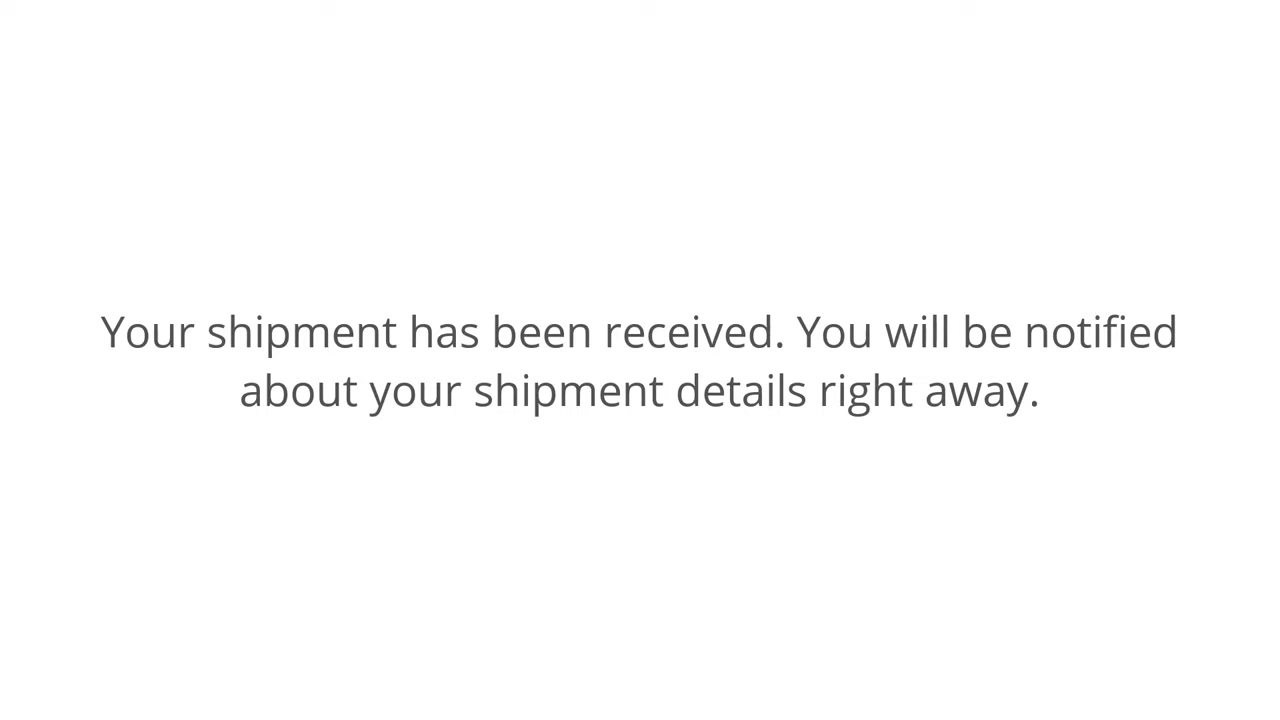 Your shipment has been received. You will be notified
about your shipment details right away.